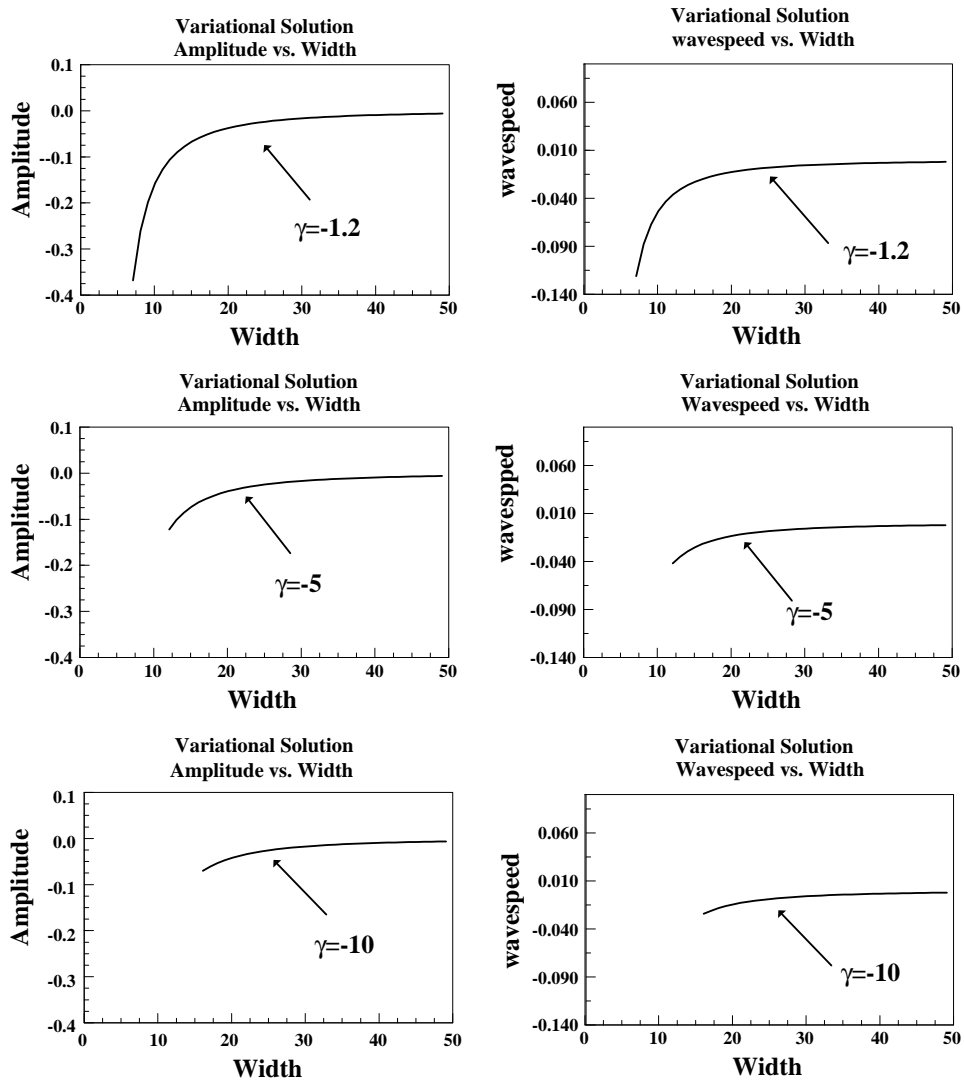 Variational Solution
Amplitude vs. Width
Amplitude
0.1
0.0
--0.1
-0.2
-0.3
-0.4
γ=-1.2
0 10 20 30 40 50
Width
Variational Solution
wavespeed vs. Width
wavespeed
0.060
0.010
-0.040
-0.090
-0.140
γ=-1.2
0 10 20 30 40 50
Width
Variational Solution
Amplitude vs. Width
Amplitude
0.1
0.0
--0.1
-0.2
-0.3
-0.4
γ=-5
0 10 20 30 40 50
Width
Variational Solution
Wavespeed vs. Width
wavespped
0.060
0.010
-0.040
-0.090
-0.140
γ=-5
0 10 20 30 40 50
Width
Variational Solution
Amplitude vs. Width
Amplitude
0.1
0.0
-0.1
-0.2
-0.3
-0.4
γ=-10
0 10 20 30 40 50
Width
Variational Solution
Wavespeed vs. Width
wavespeed
0.060
0.010
-0.040
-0.090
-0.140
γ=-10
0 10 20 30 40 50
Width